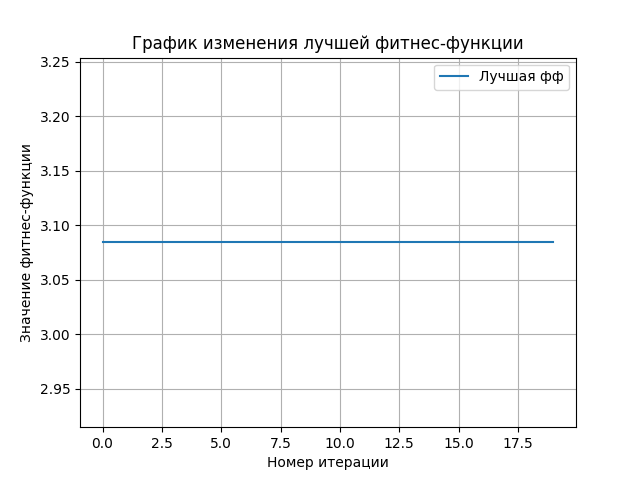 График изменения лучшей фитнес-функции
Лучшая фф
Значение фитнес-функции
3.25
3.20
3.15
3.10
3.05
3.00
2.95
0.0 2.5 5.0 7.5 10.0 12.5 15.0 17.5
Номер итерации